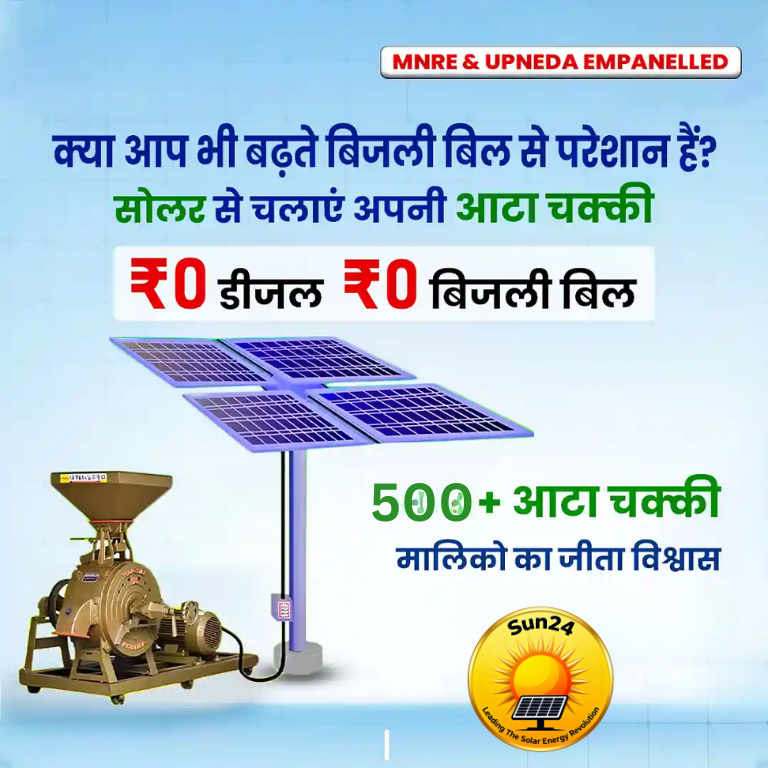 MNRE & UPNEDA EMPANELLED
क्या आप भी बढ़ते बिजली बिल से परेशान हैं?
सोलर से चलाएं अपनी आटा चक्की
₹0 डीजल ₹0 बिजली बिल
500+ आटा चक्की
मालिको का जीता विश्वास
Sun24
Leading The Solar Energy Revolution